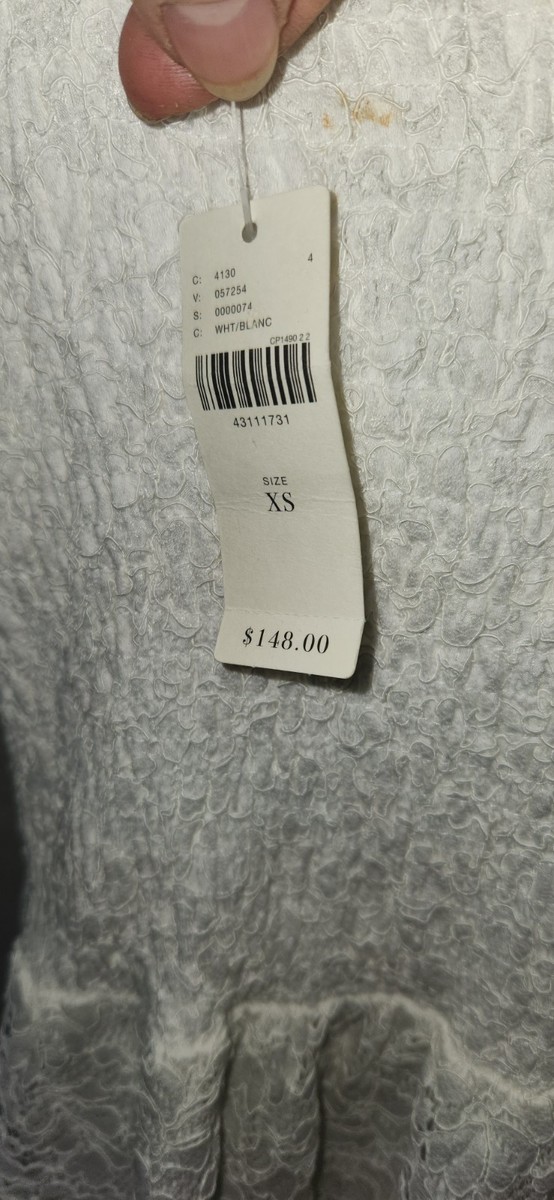 4
C: 4130
V: 057254
S: 0000074
C: WHT/BLANC
CP1490 2 2
43111731
SIZE
XS
$148.00